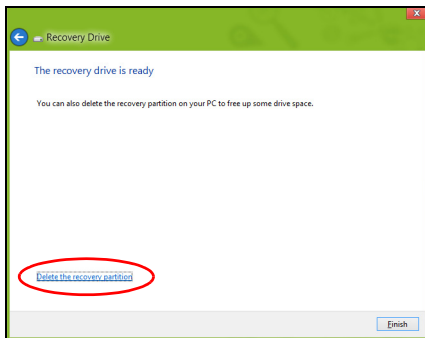 Recovery Drive
The recovery drive is ready
You can also delete the recovery partition on your PC to free up some drive space.
Delete the recovery partition
Finish